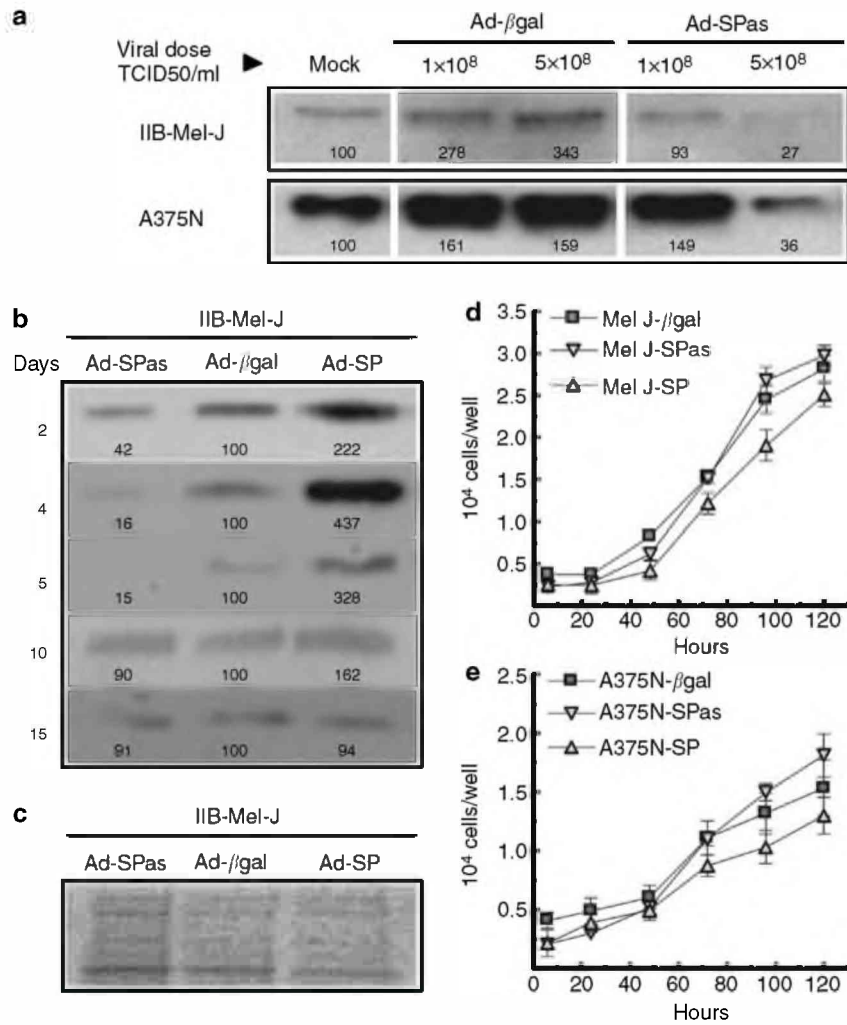 a
Ad-βgal Ad-SPas
Viral dose
TCID50/ml ► Mock 1×10⁸ 5×10⁸ 1×10⁸ 5×10⁸
IIB-Mel-J
100 278 343 93 27
A375N
100 161 159 149 36
b
IIB-Mel-J
Days Ad-SPas Ad-βgal Ad-SP
2
42 100 222
4
16 100 437
5
15 100 328
10
90 100 162
15
91 100 94
c
IIB-Mel-J
Ad-SPas Ad-βgal Ad-SP
d
Mel J-βgal
Mel J-SPas
Mel J-SP
10⁴ cells/well
3.5
3.0
2.5
2.0
1.5
1.0
0.5
0 20 40 60 80 100 120
Hours
e
A375N-βgal
A375N-SPas
A375N-SP
10⁴ cells/well
2.5
2.0
1.5
1.0
0.5
0 20 40 60 80 100 120
Hours